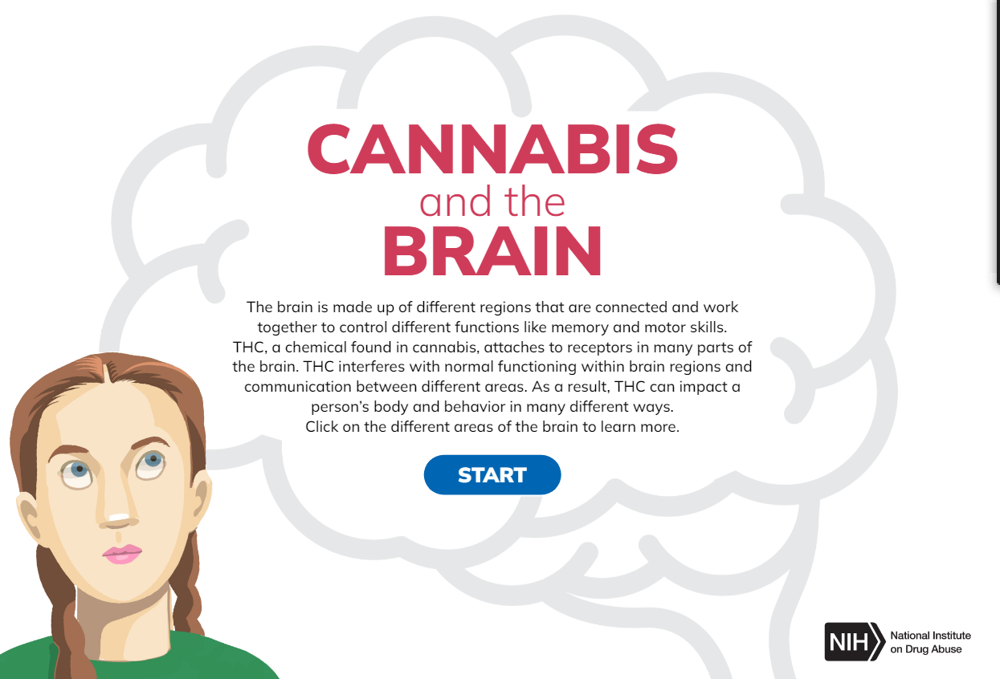 CANNABIS
and the
BRAIN
The brain is made up of different regions that are connected and work
together to control different functions like memory and motor skills.
THC, a chemical found in cannabis, attaches to receptors in many parts of
the brain. THC interferes with normal functioning within brain regions and
communication between different areas. As a result, THC can impact a
person’s body and behavior in many different ways.
Click on the different areas of the brain to learn more.
START
NIH
National Institute
on Drug Abuse